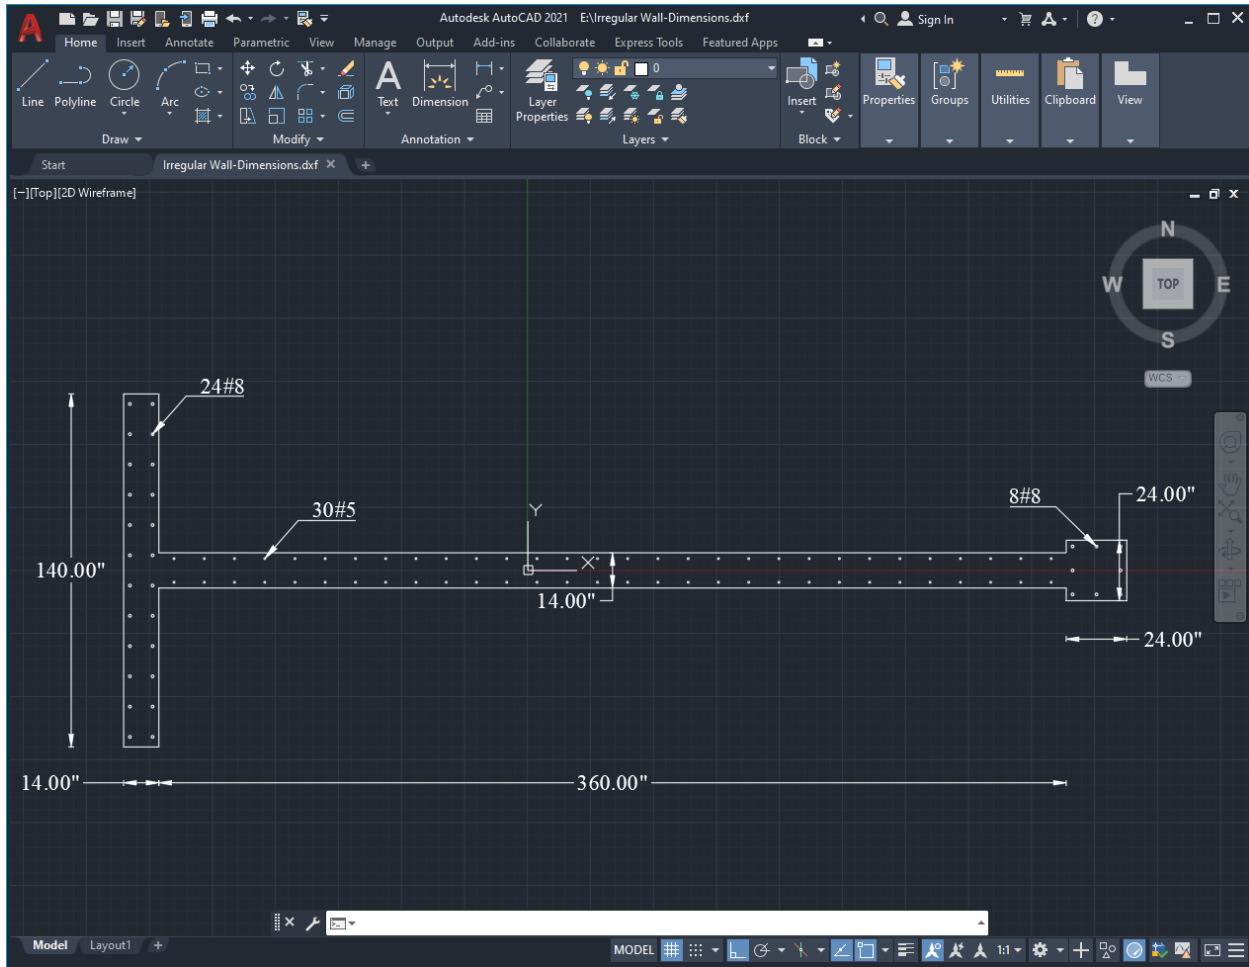 Autodesk AutoCAD 2021 E:\Irregular Wall-Dimensions.dxf
Sign In
Home Insert Annotate Parametric View Manage Output Add-ins Collaborate Express Tools Featured Apps
Line Polyline Circle Arc
Text Dimension
Layer
Properties
0
Insert
Properties Groups Utilities Clipboard View
Draw
Modify
Annotation
Layers
Block
Start Irregular Wall-Dimensions.dxf
[−][Top][2D Wireframe]
N
W TOP E
S
WCS
24#8
8#8
24.00"
30#5
Y
X
140.00"
14.00"
24.00"
14.00"
360.00"
Model Layout1
MODEL
1:1